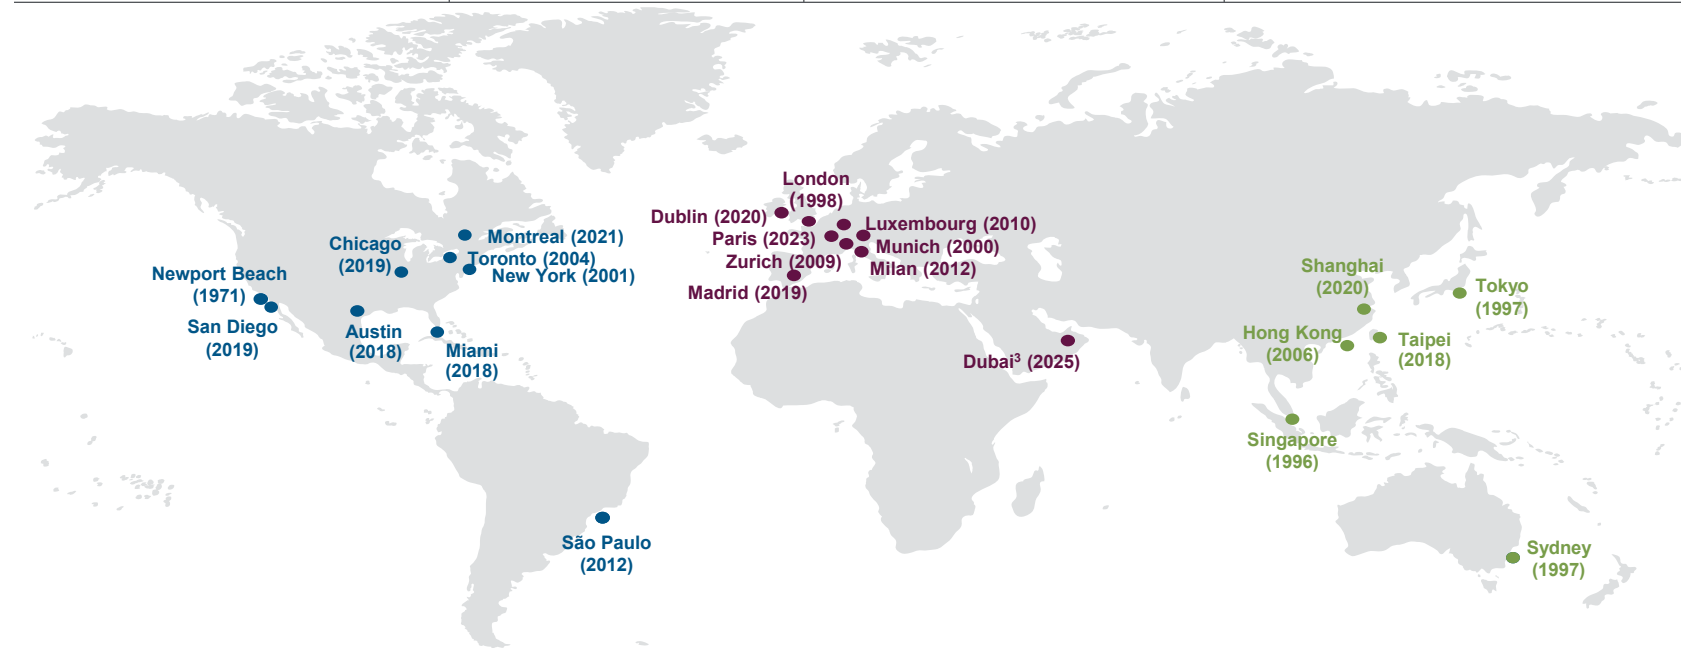 London
(1998)
Dublin (2020)
Luxembourg (2010)
Paris (2023)
Munich (2000)
Zurich (2009)
Milan (2012)
Madrid (2019)
Dubai³ (2025)
Montreal (2021)
Chicago
(2019)
Toronto (2004)
New York (2001)
Newport Beach
(1971)
San Diego
(2019)
Austin
(2018)
Miami
(2018)
São Paulo
(2012)
Shanghai
(2020)
Tokyo
(1997)
Hong Kong
(2006)
Taipei
(2018)
Singapore
(1996)
Sydney
(1997)